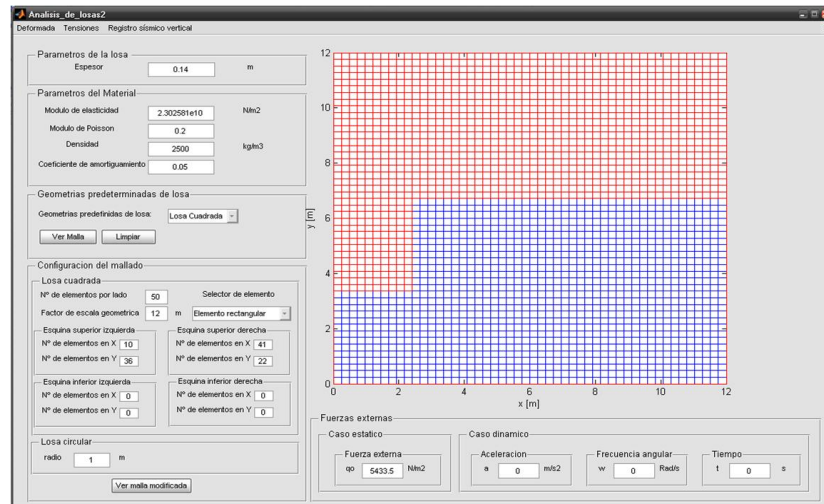 Analisis_de_losas2
Deformada Tensiones Registro sísmico vertical
Parametros de la losa
Espesor 0.14 m
Parametros del Material
Modulo de elasticidad 2.302581e10 N/m2
Modulo de Poisson 0.2
Densidad 2500 kg/m3
Coeficiente de amortiguamiento 0.05
Geometrias predeterminadas de losa
Geometrias predefinidas de losa: Losa Cuadrada
Ver Malla Limpiar
Configuracion del mallado
Losa cuadrada
Nº de elementos por lado 50 Selector de elemento
Factor de escala geometrica 12 m Elemento rectangular
Esquina superior izquierda Esquina superior derecha
Nº de elementos en X 10 Nº de elementos en X 41
Nº de elementos en Y 36 Nº de elementos en Y 22
Esquina inferior izquierda Esquina inferior derecha
Nº de elementos en X 0 Nº de elementos en X 0
Nº de elementos en Y 0 Nº de elementos en Y 0
Losa circular
radio 1 m
Ver malla modificada
12
10
8
6
4
2
0
y [m]
0 2 4 6 8 10 12
x [m]
Fuerzas externas
Caso estatico Caso dinamico
Fuerza externa Aceleracion Frecuencia angular Tiempo
qo 5433.5 N/m2 a 0 m/s2 w 0 Rad/s t 0 s